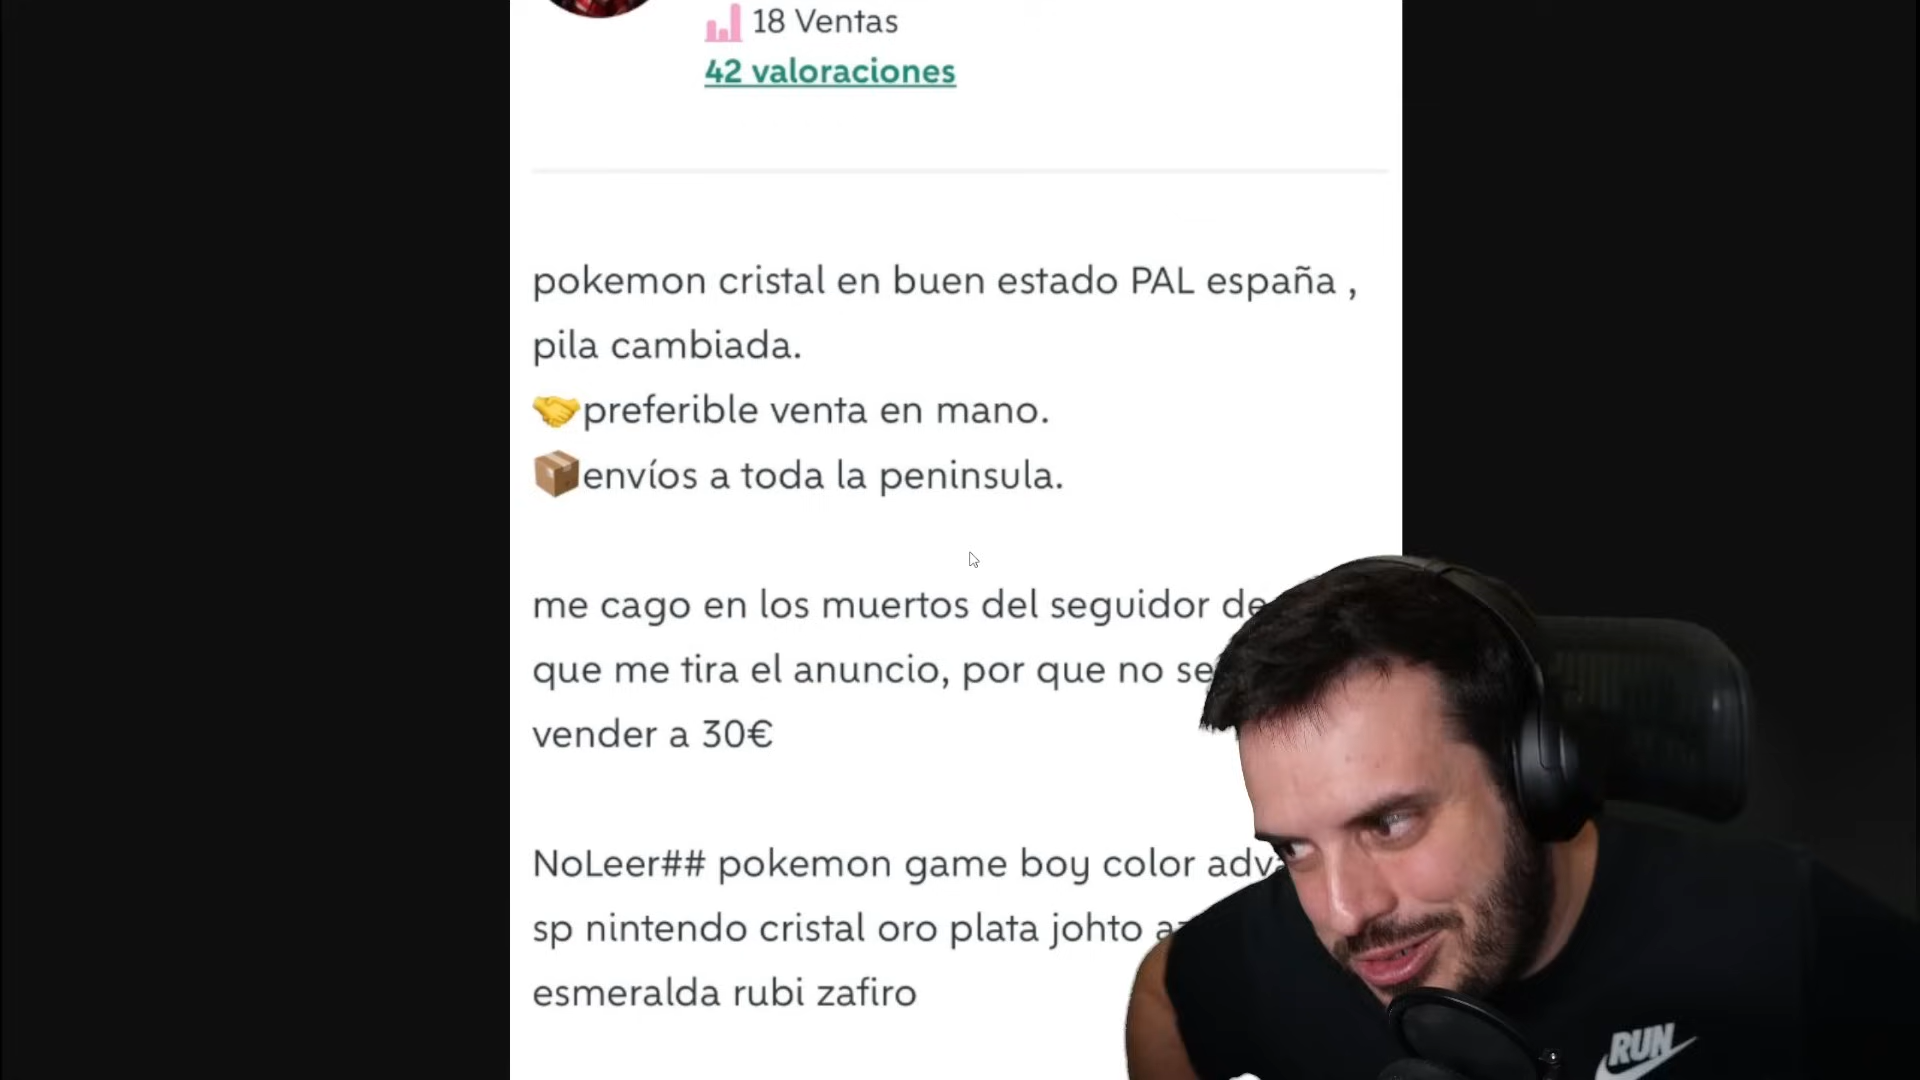 18 Ventas
42 valoraciones
pokemon cristal en buen estado PAL españa ,
pila cambiada.
🤝preferible venta en mano.
📦envíos a toda la peninsula.
me cago en los muertos del seguidor de
que me tira el anuncio, por que no se
vender a 30€
NoLeer## pokemon game boy color
sp nintendo cristal oro plata johto
esmeralda rubi zafiro
RUN